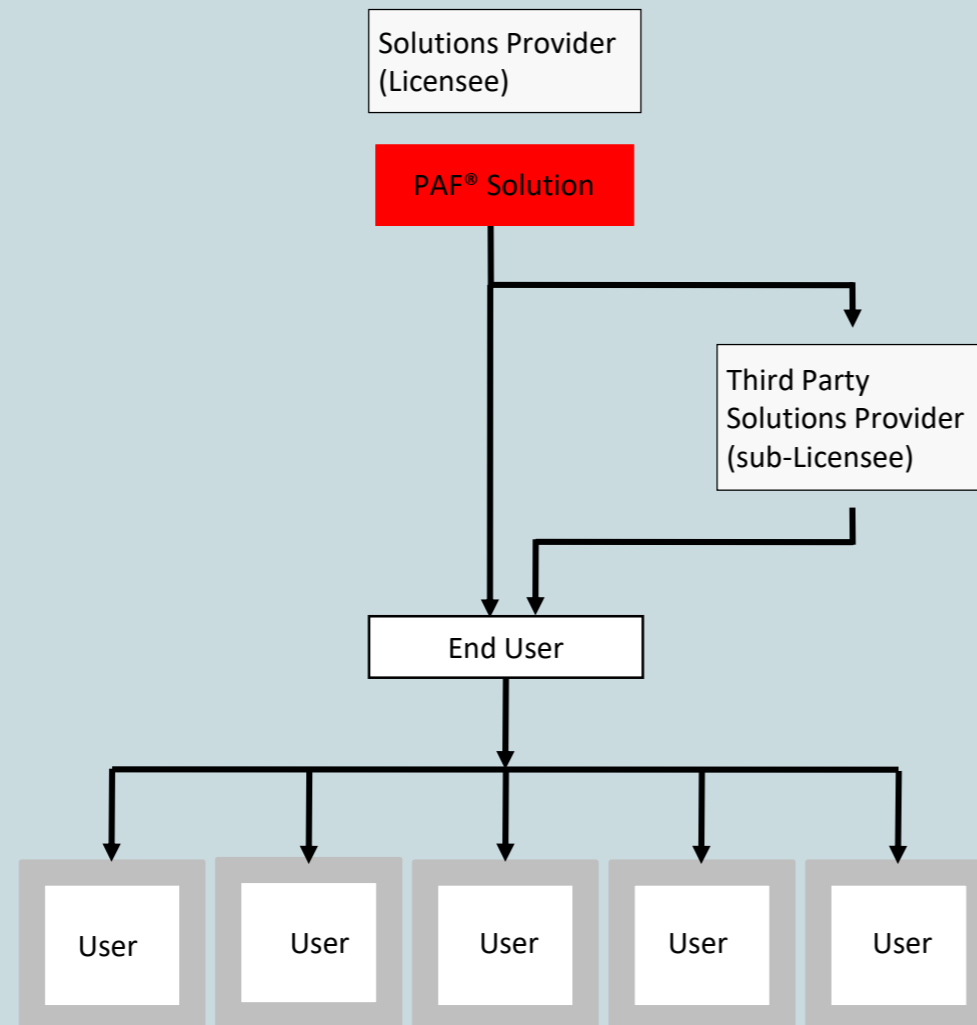 Solutions Provider
(Licensee)
PAF® Solution
Third Party
Solutions Provider
(sub-Licensee)
End User
User
User
User
User
User